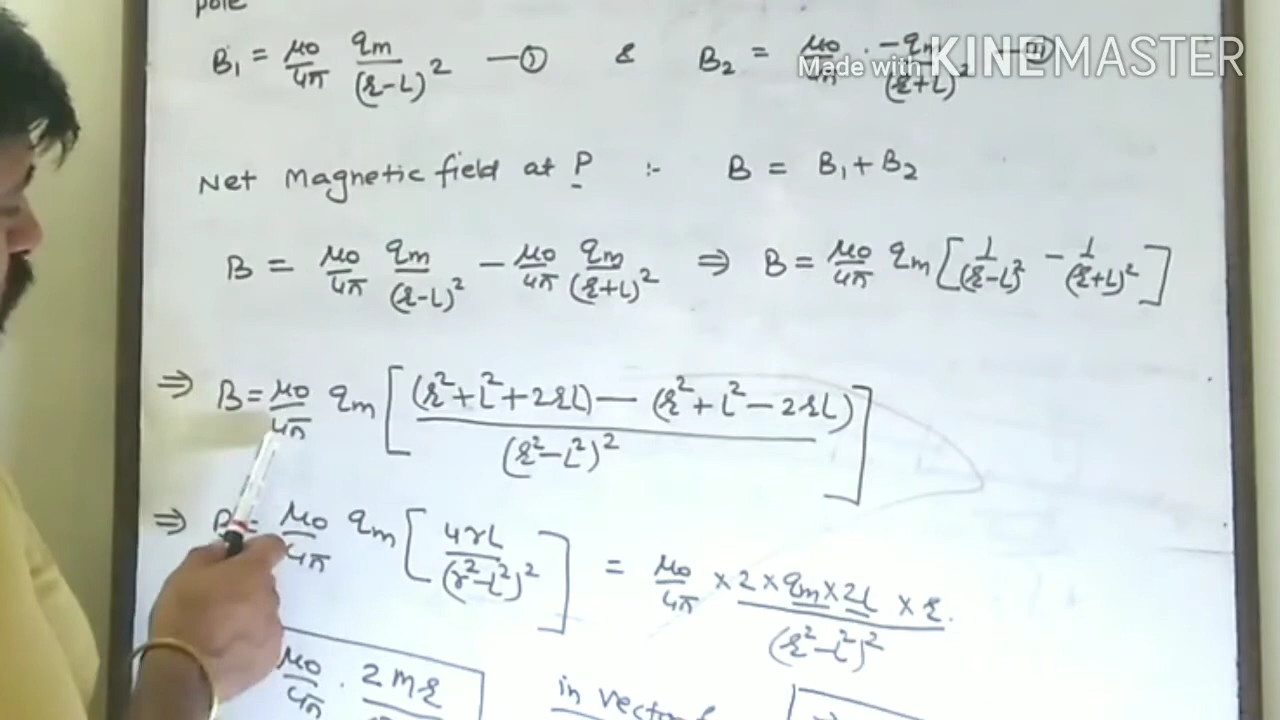 pole
B₁ = μ₀/4π qₘ/(r-L)² —① & B₂ = μ₀/4π · -qₘ/(r+L)² —②
Made with KINEMASTER
Net Magnetic field at P :- B = B₁ + B₂
B = μ₀/4π qₘ/(r-L)² - μ₀/4π qₘ/(r+L)² ⇒ B = μ₀/4π qₘ [1/(r-L)² - 1/(r+L)²]
⇒ B = μ₀/4π qₘ [(r²+L²+2rL) - (r²+L²-2rL)/(r²-L²)²]
⇒ B = μ₀/4π qₘ [4rL/(r²-L²)²] = μ₀/4π × 2×qₘ×2L × r./(r²-L²)²
μ₀/4π · 2mr
in vector